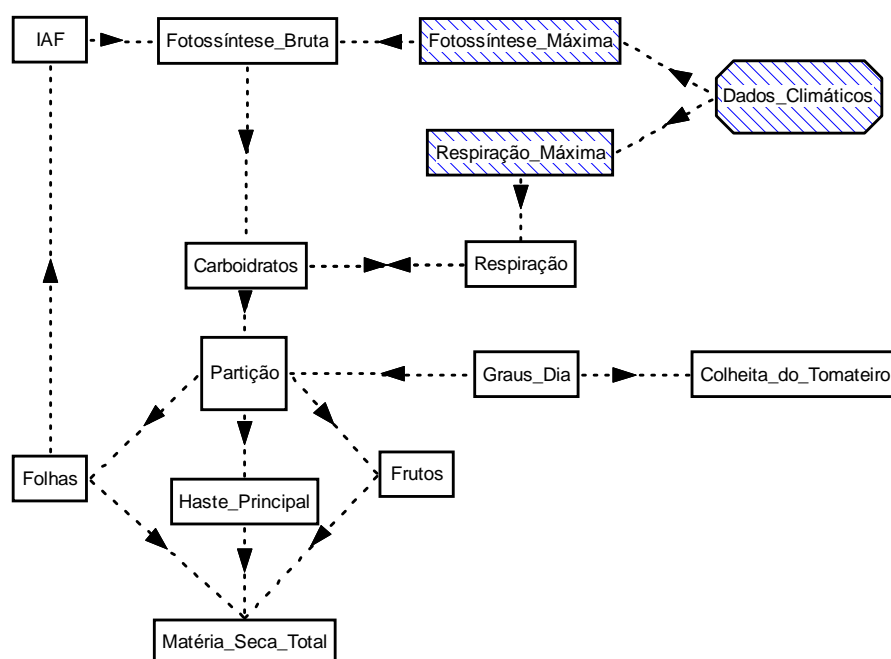 IAF
Fotossíntese_Bruta
Fotossíntese_Máxima
Dados_Climáticos
Respiração_Máxima
Carboidratos
Respiração
Partição
Graus_Dia
Colheita_do_Tomateiro
Folhas
Haste_Principal
Frutos
Matéria_Seca_Total